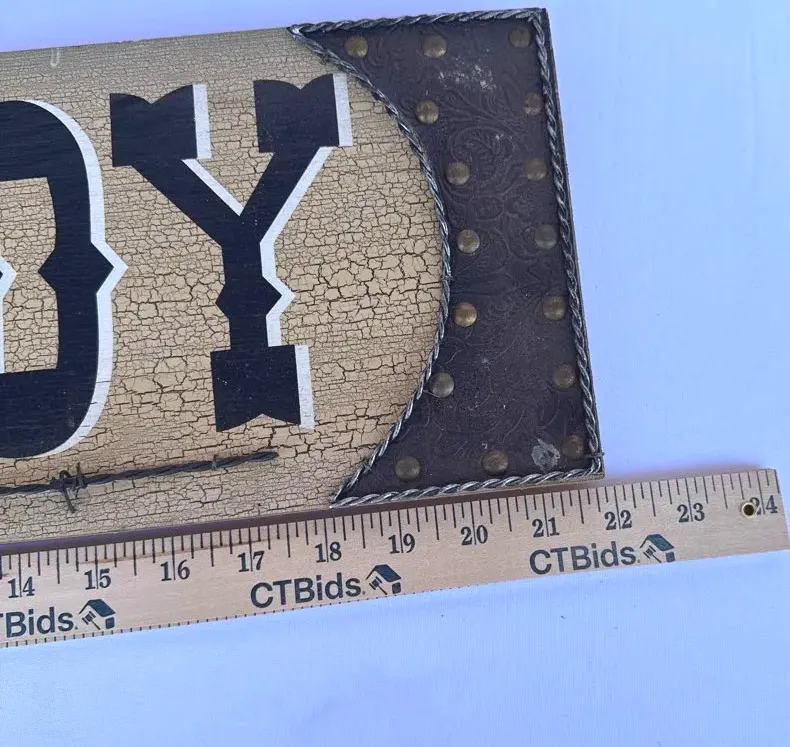 DY
14 15 16 17 18 19 20 21 22 23 24
CTBids. CTBids. CTBids.